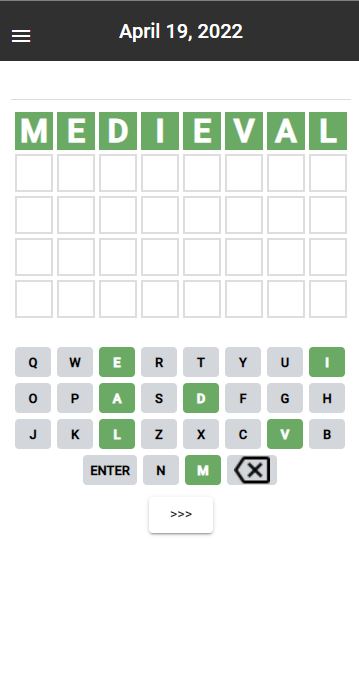 April 19, 2022
M E D I E V A L
Q W E R T Y U I
O P A S D F G H
J K L Z X C V B
ENTER N M
>>>